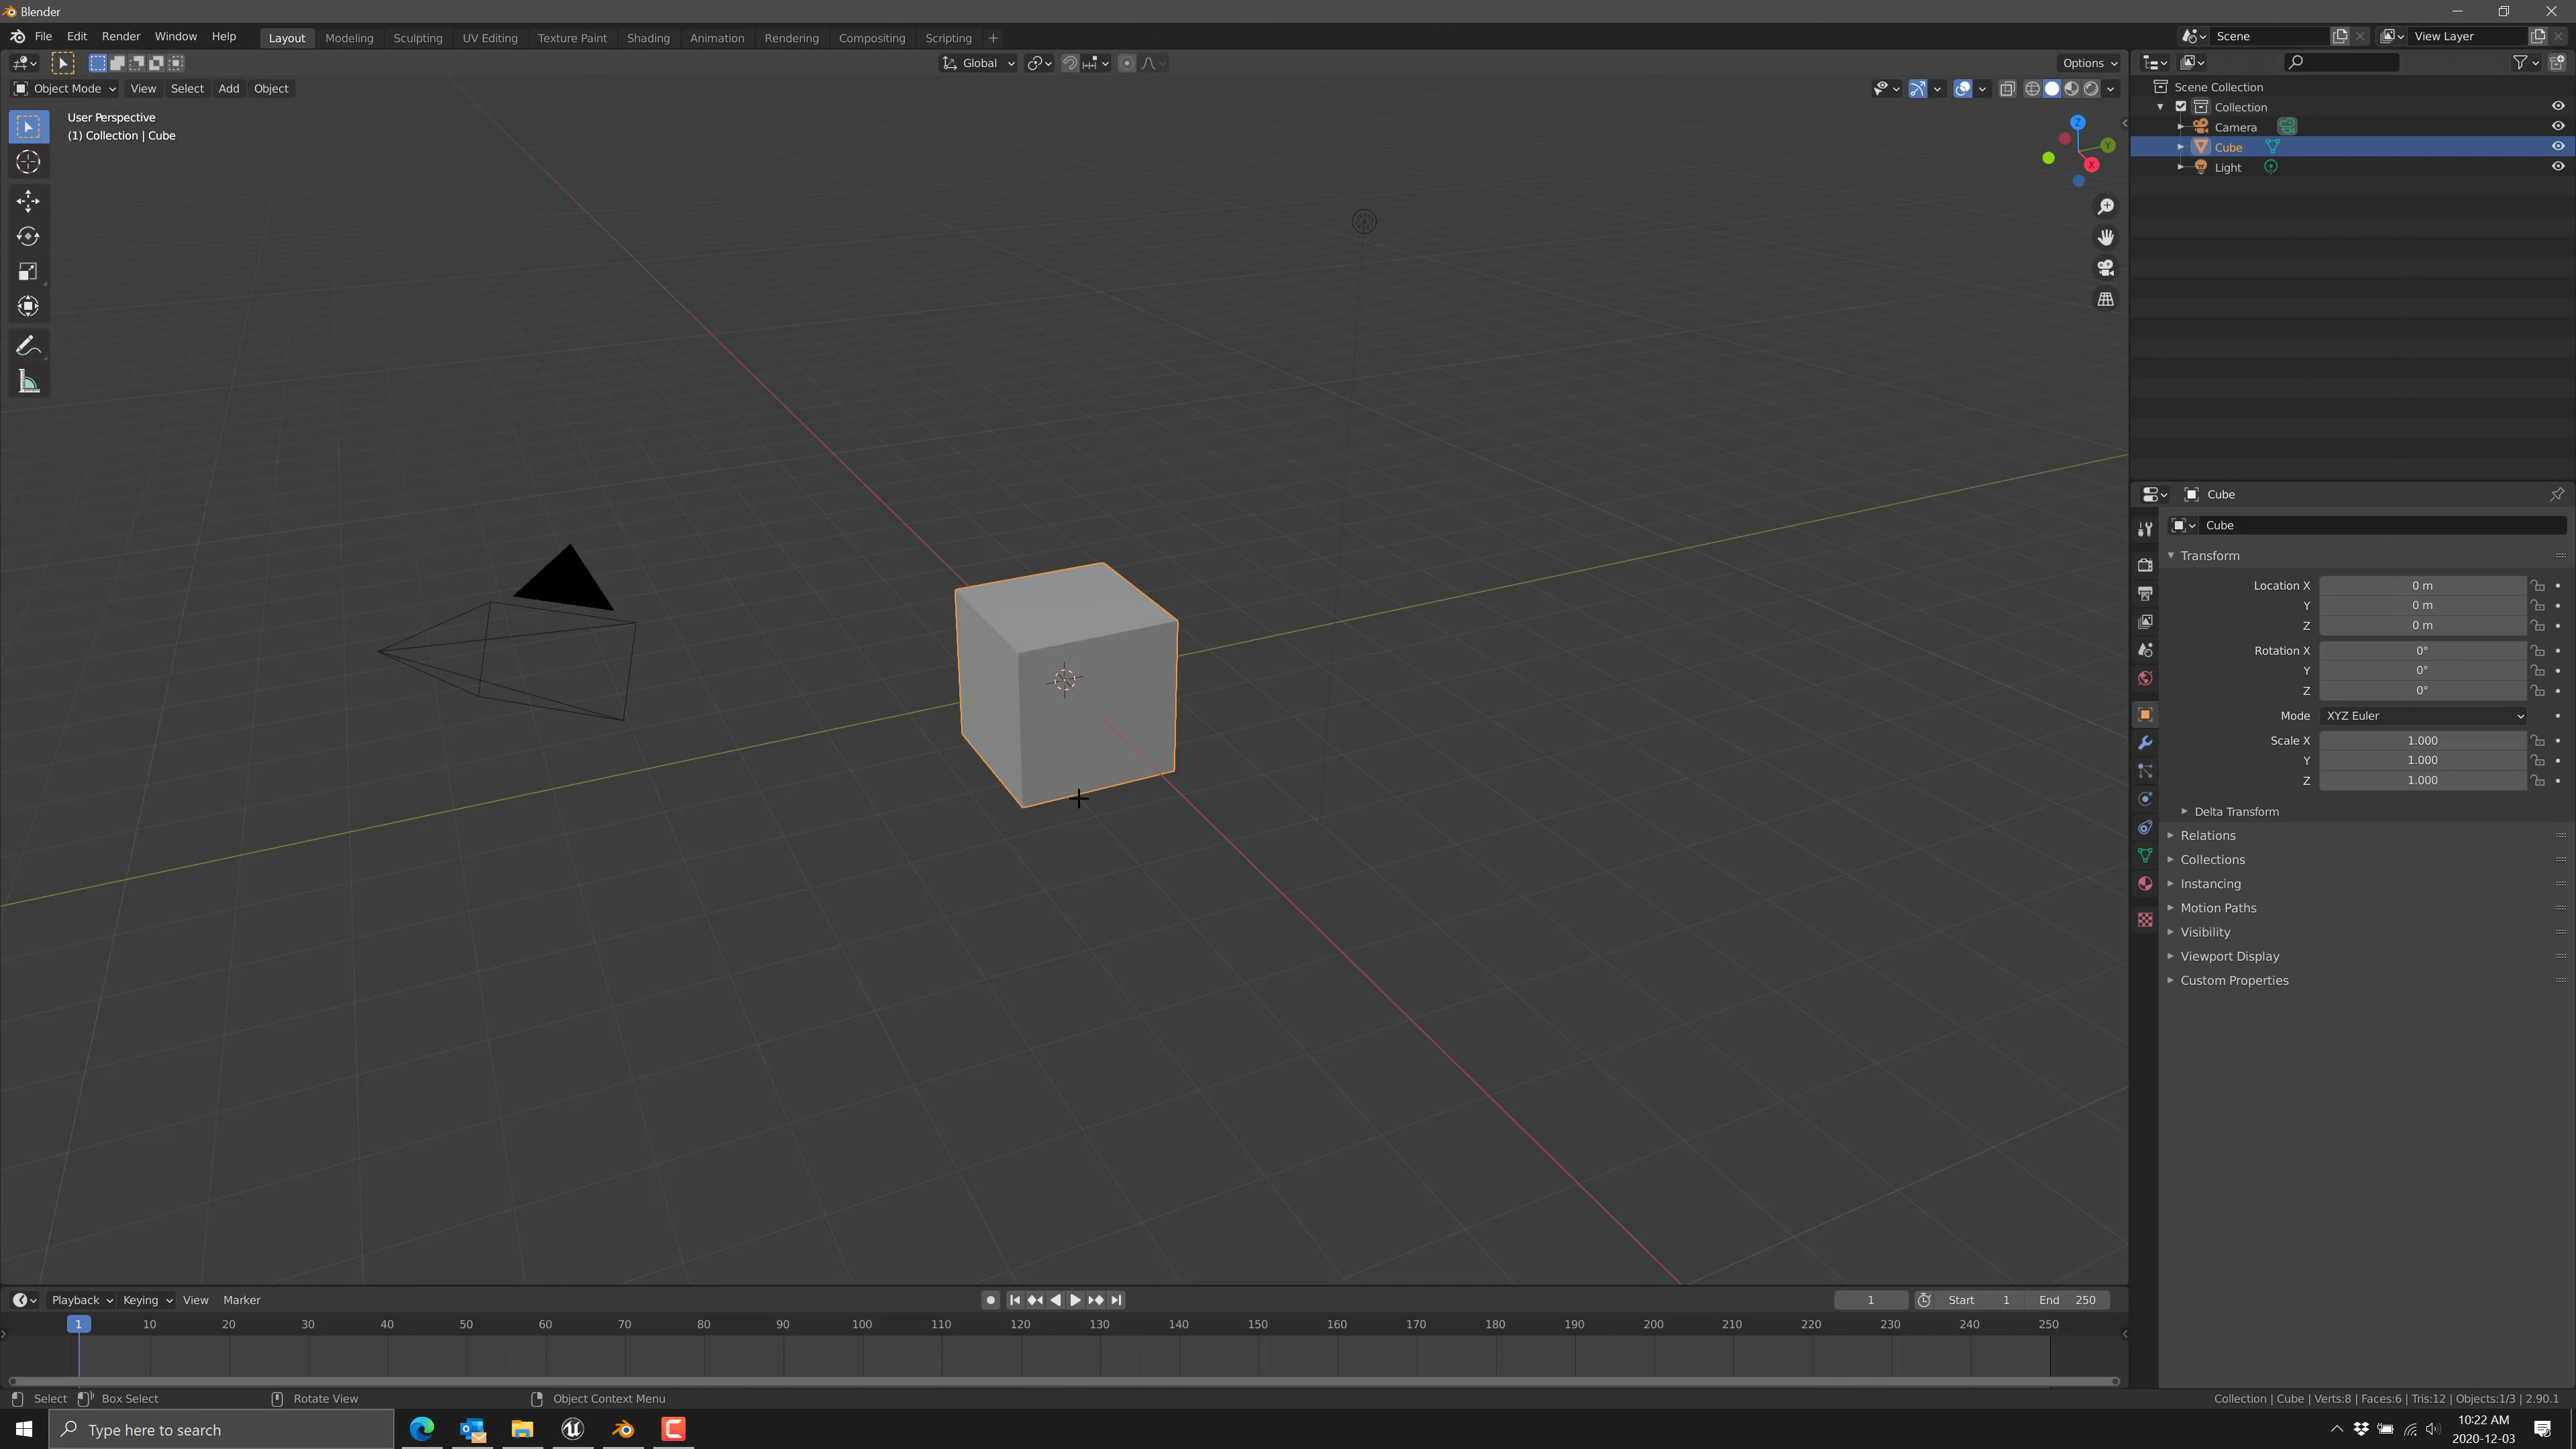 Blender
File Edit Render Window Help Layout Modeling Sculpting UV Editing Texture Paint Shading Animation Rendering Compositing Scripting + Scene View Layer
Global Options
Object Mode View Select Add Object
User Perspective
(1) Collection | Cube
Z
Y
X
Scene Collection
Collection
Camera
Cube
Light
Cube
Cube
Transform
Location X 0 m
Y 0 m
Z 0 m
Rotation X 0°
Y 0°
Z 0°
Mode XYZ Euler
Scale X 1.000
Y 1.000
Z 1.000
Delta Transform
Relations
Collections
Instancing
Motion Paths
Visibility
Viewport Display
Custom Properties
Playback Keying View Marker 1 Start 1 End 250
1 10 20 30 40 50 60 70 80 90 100 110 120 130 140 150 160 170 180 190 200 210 220 230 240 250
Select Box Select Rotate View Object Context Menu Collection | Cube | Verts:8 | Faces:6 | Tris:12 | Objects:1/3 | 2.90.1
Type here to search
10:22 AM
2020-12-03